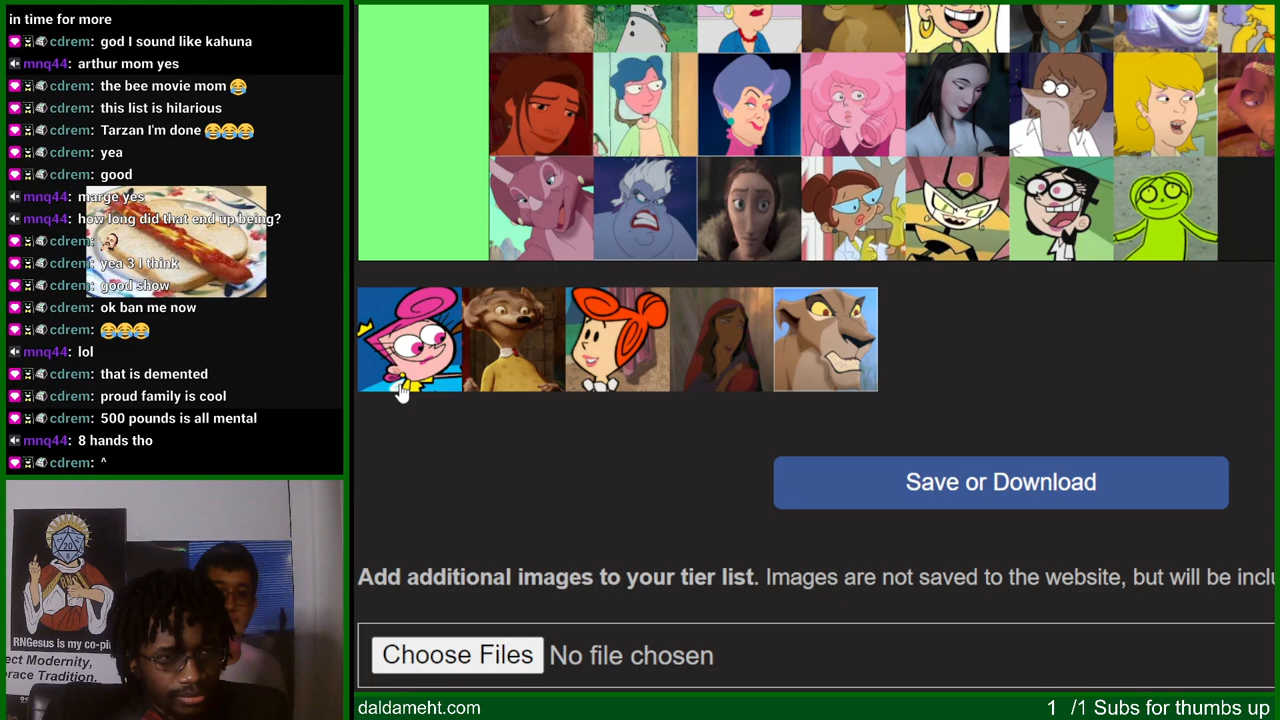 in time for more
cdrem: god I sound like kahuna
mnq44: arthur mom yes
cdrem: the bee movie mom 😂
cdrem: this list is hilarious
cdrem: Tarzan I'm done 😂😂😂
cdrem: yea
cdrem: good
mnq44: marge yes
mnq44: how long did that end up being?
cdrem:
cdrem: yea 3 I think
cdrem: good show
cdrem: ok ban me now
cdrem: 😂😂😂
mnq44: lol
cdrem: that is demented
cdrem: proud family is cool
cdrem: 500 pounds is all mental
mnq44: 8 hands tho
cdrem: ^
20
RNGesus is my co-pi
ect Modernity,
brace Tradition.
Save or Download
Add additional images to your tier list. Images are not saved to the website, but will be inclu
Choose Files No file chosen
daldameht.com
1 /1 Subs for thumbs up